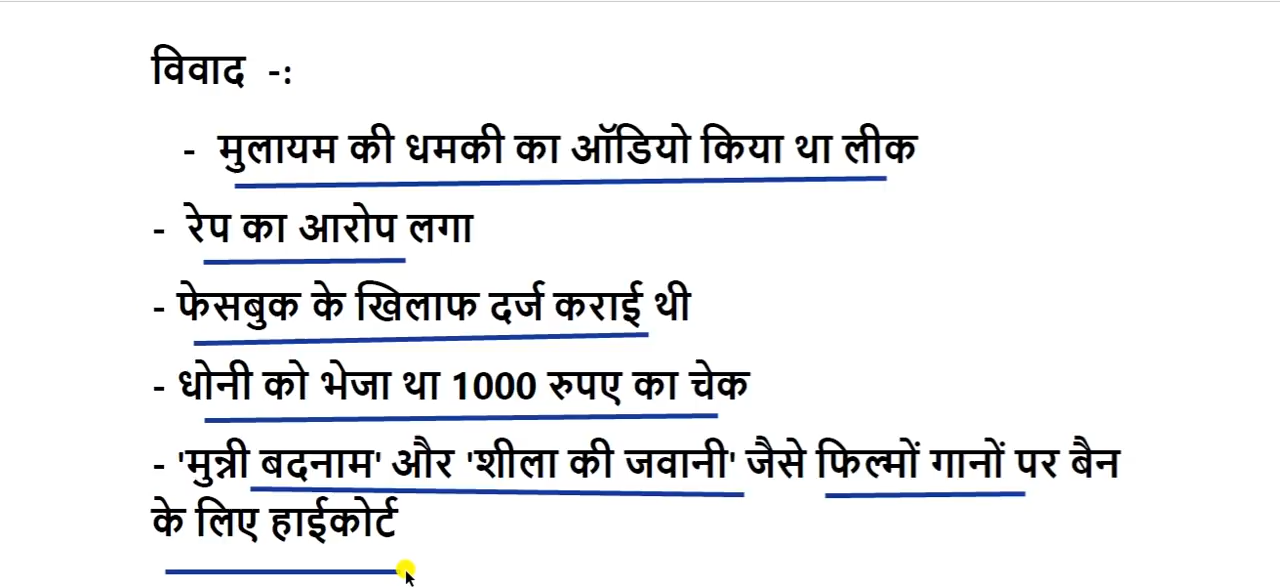 विवाद -:
- मुलायम की धमकी का ऑडियो किया था लीक
- रेप का आरोप लगा
- फेसबुक के खिलाफ दर्ज कराई थी
- धोनी को भेजा था 1000 रुपए का चेक
- 'मुन्नी बदनाम' और 'शीला की जवानी' जैसे फिल्मों गानों पर बैन
के लिए हाईकोर्ट